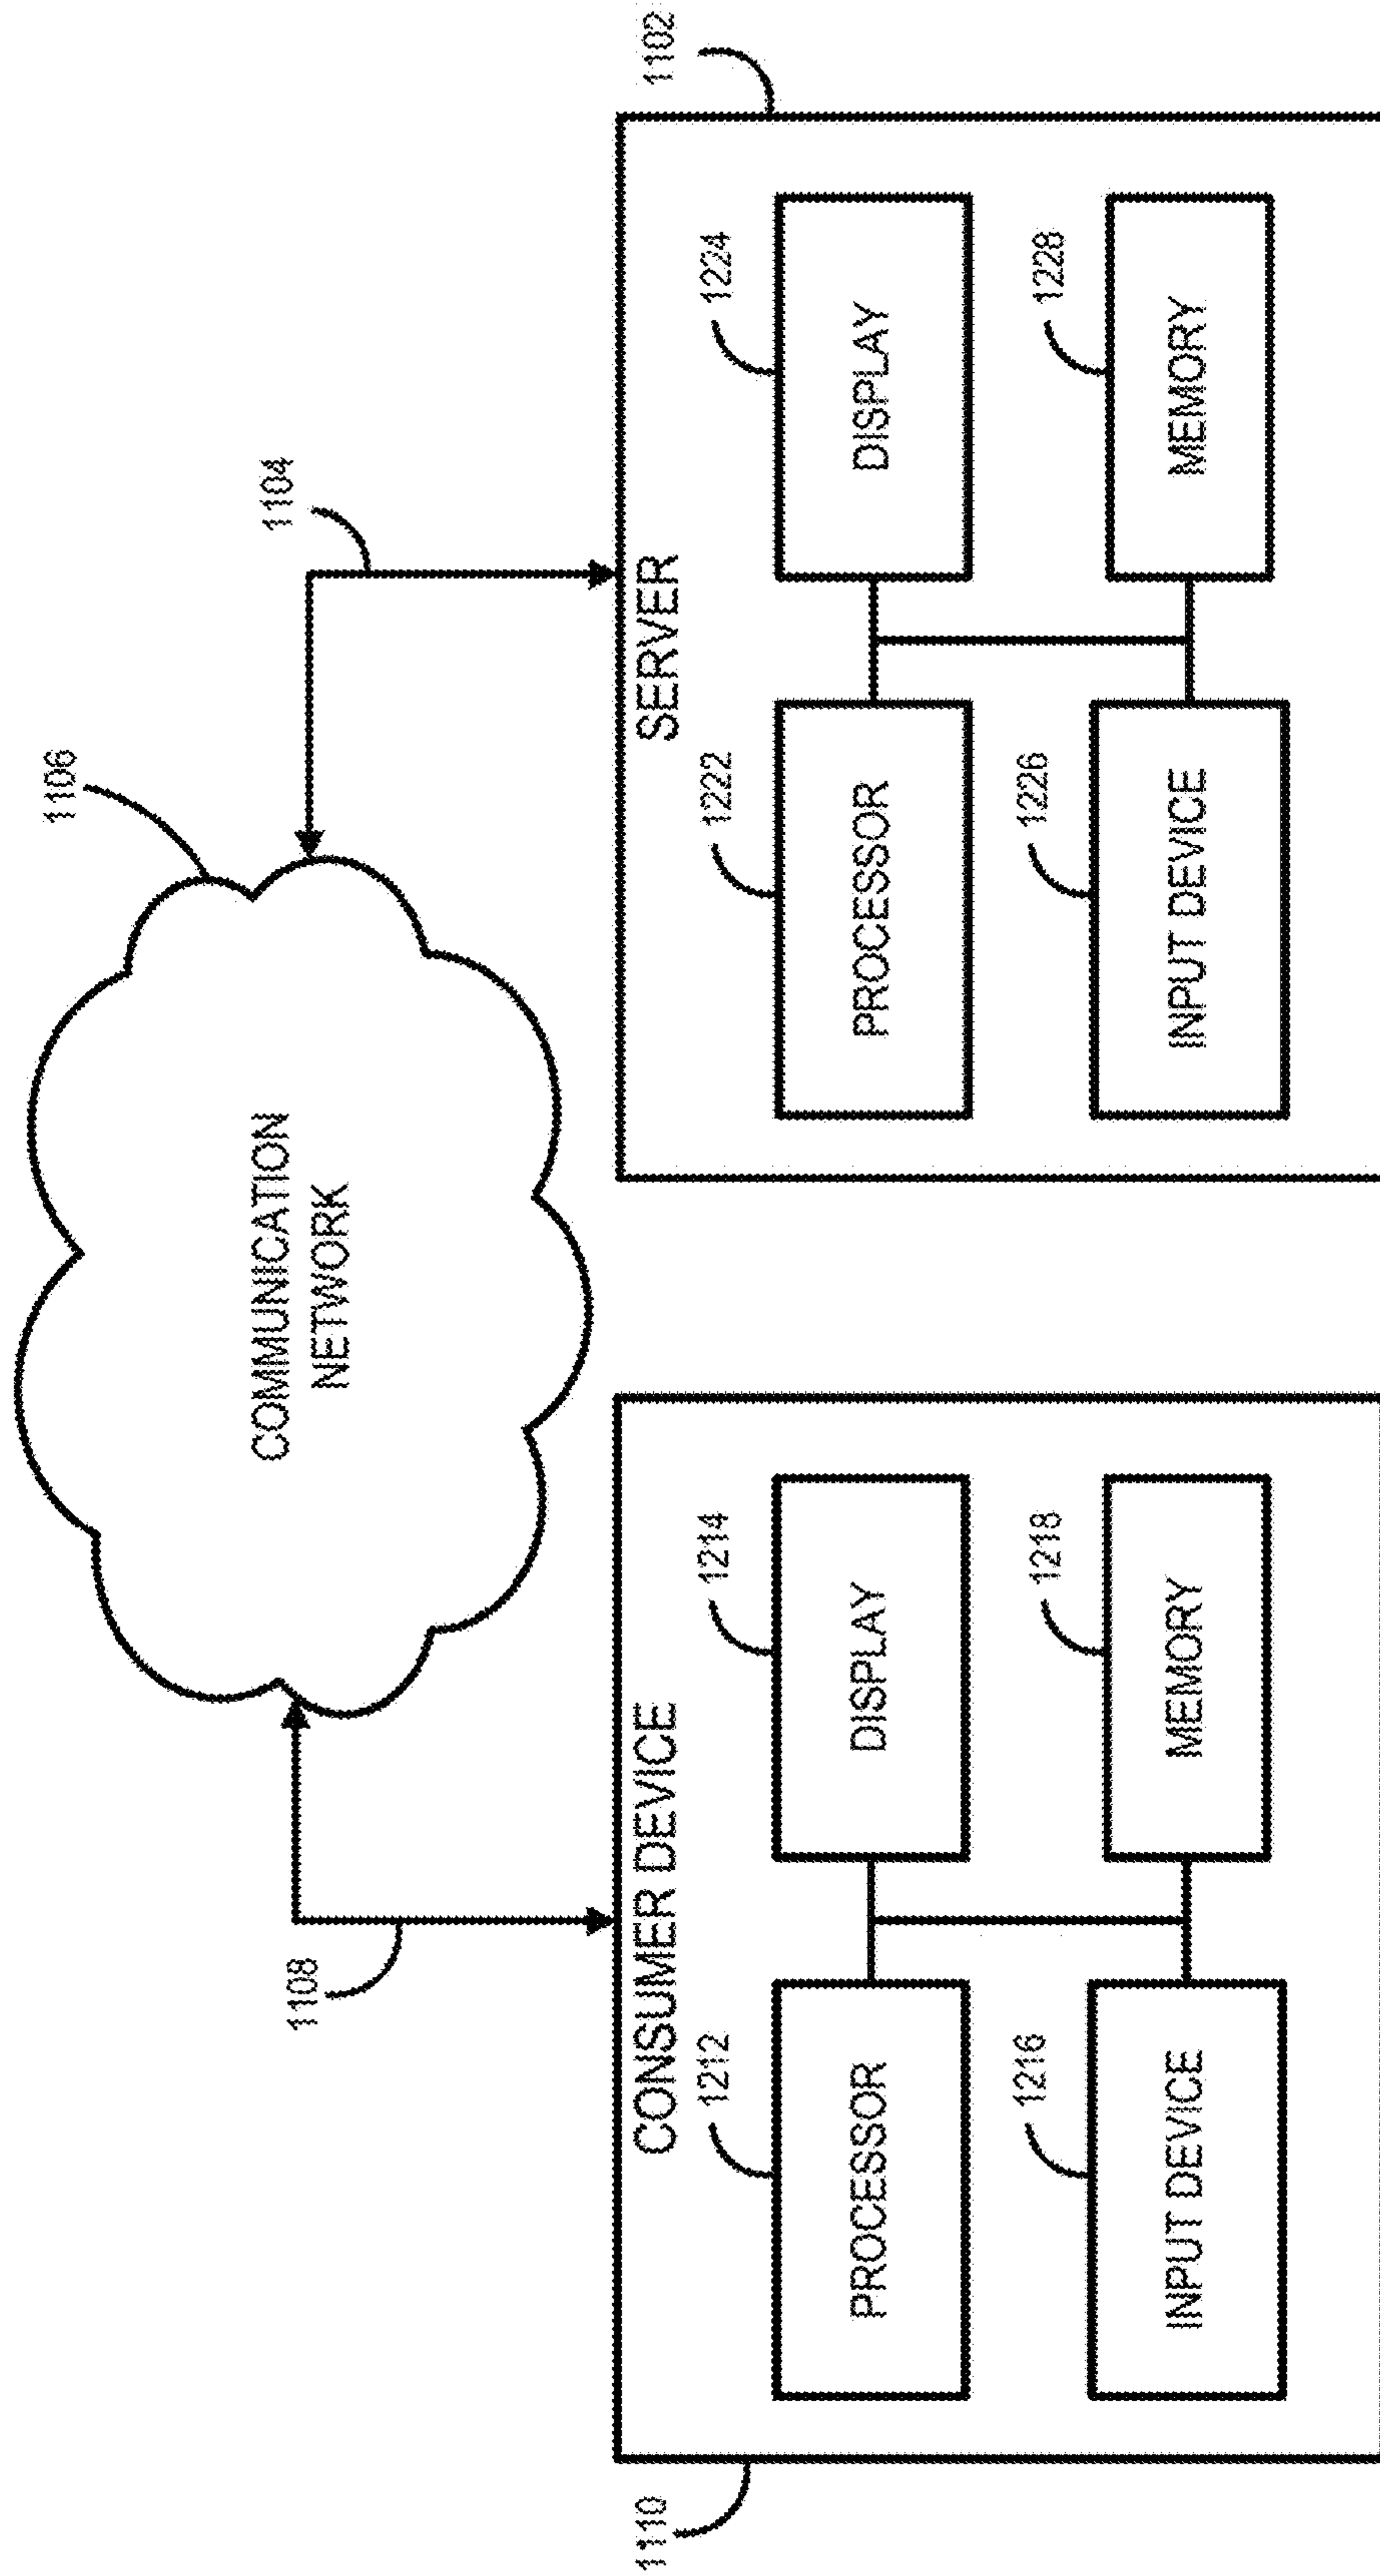 1106
COMMUNICATION
NETWORK
1104
1108
1110
CONSUMER DEVICE
1212
PROCESSOR
1214
DISPLAY
1216
INPUT DEVICE
1218
MEMORY
1102
SERVER
1222
PROCESSOR
1224
DISPLAY
1226
INPUT DEVICE
1228
MEMORY